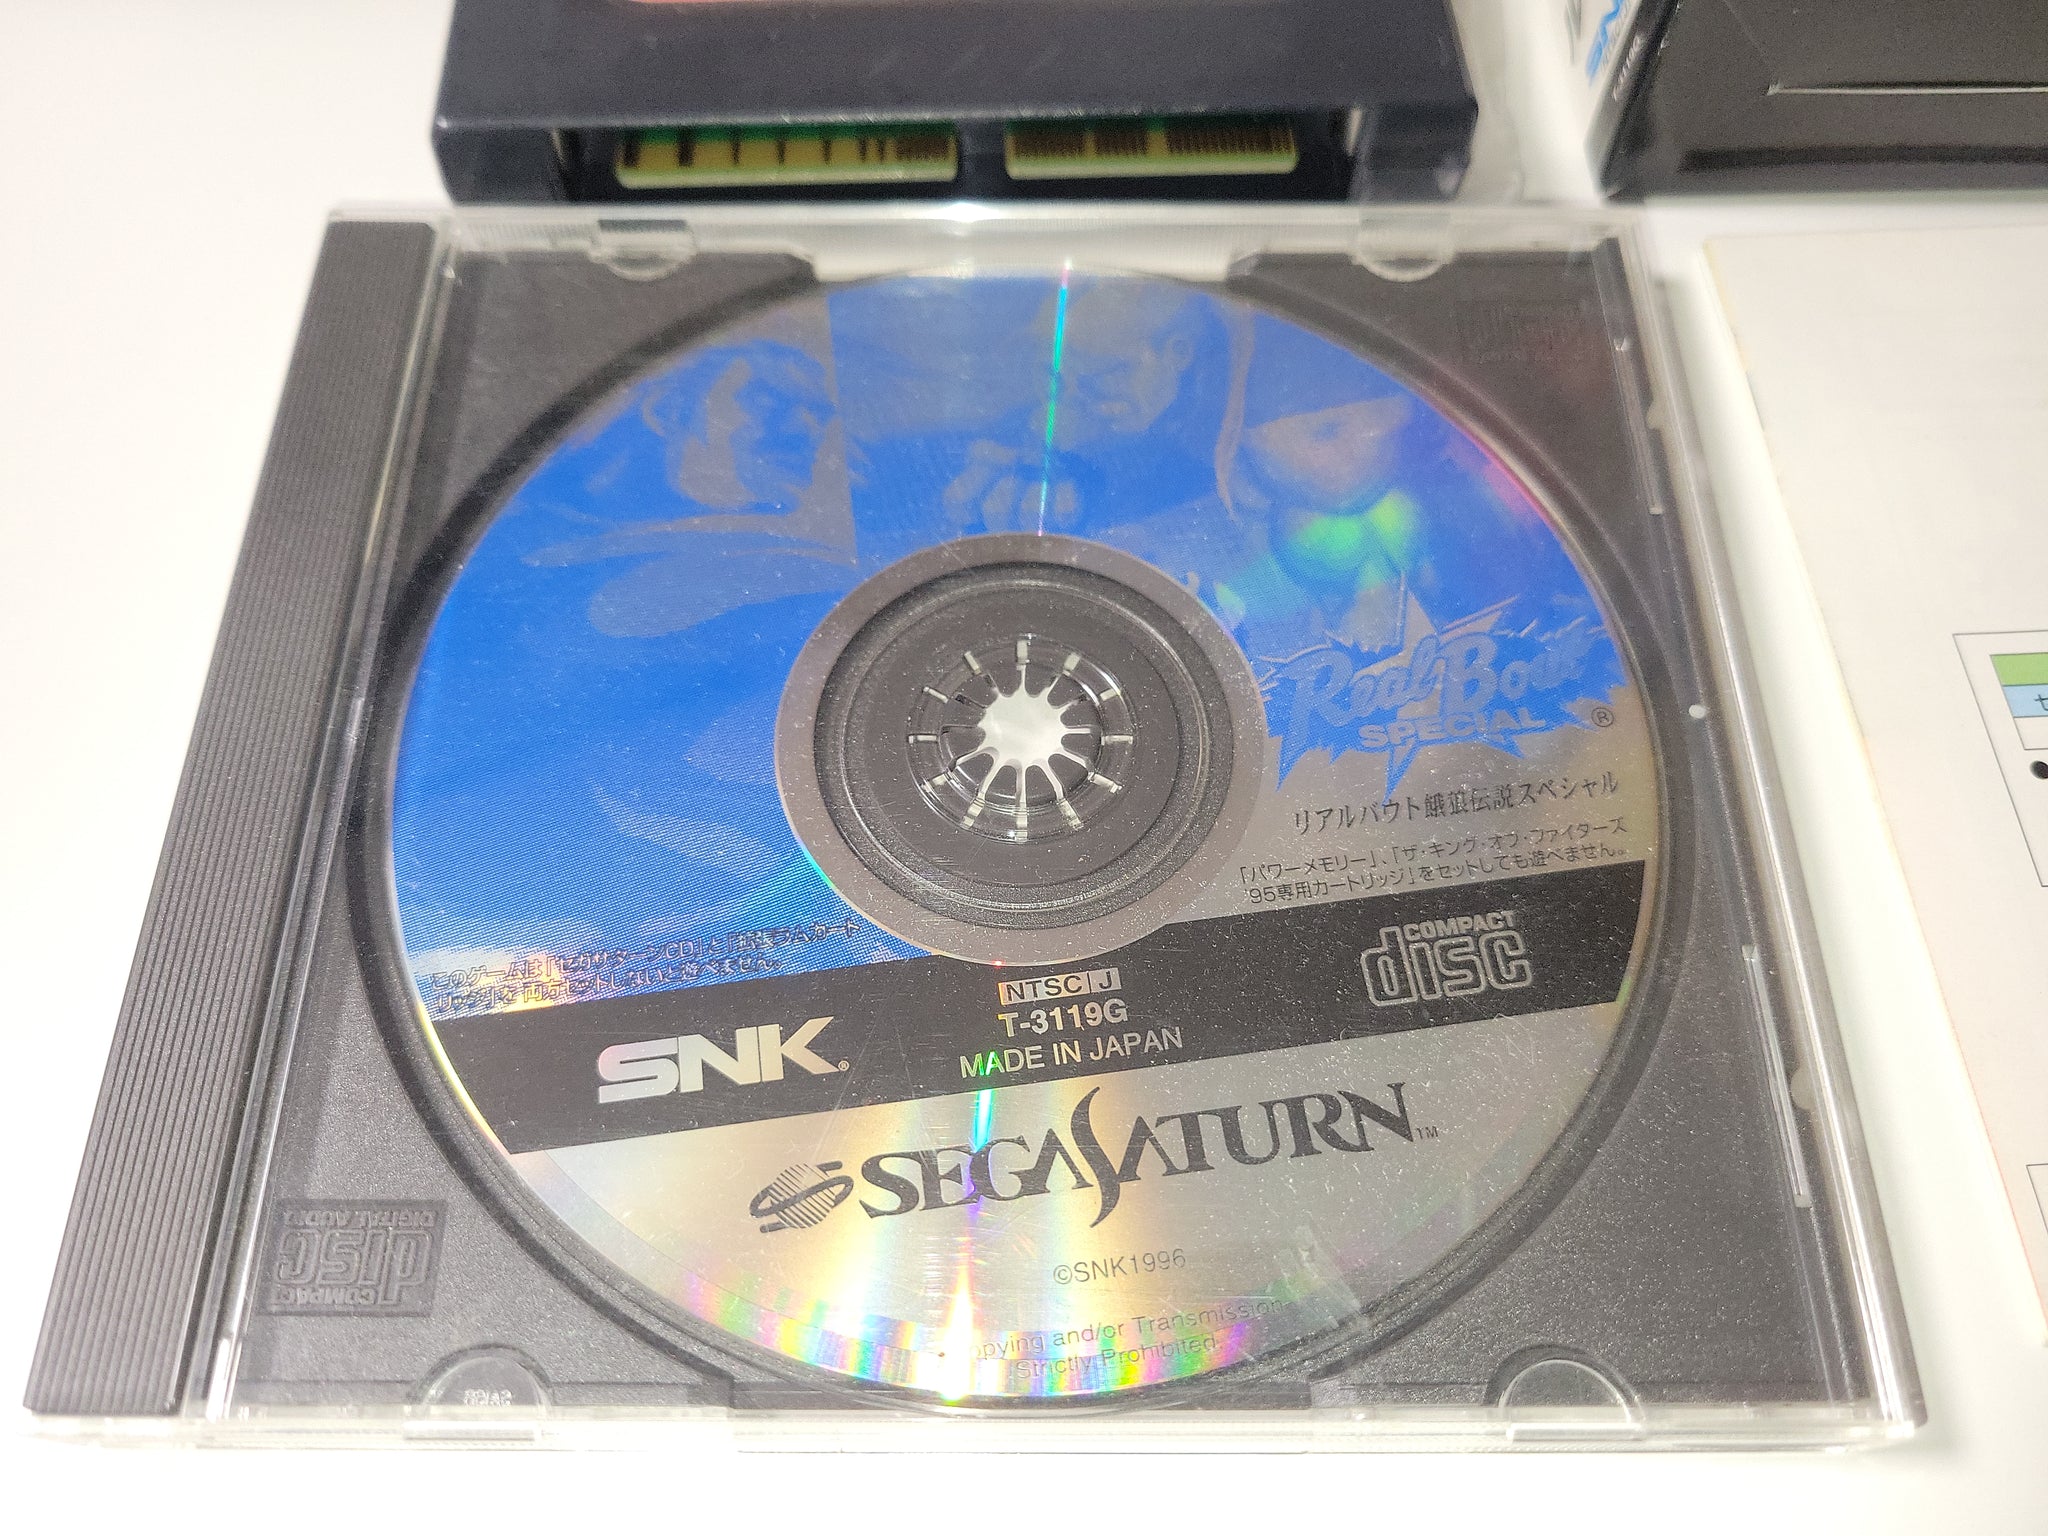 Real Bout
SPECIAL ®
リアルバウト餓狼伝説スペシャル
「パワーメモリー」、「ザ・キング・オブ・ファイターズ
'95専用カートリッジ」をセットしても遊べません。
このゲームは「セガサターンCD」と「拡張ラムカート
リッジ」を両方セットしないと遊べません。
COMPACT
disc
NTSC J
T-3119G
MADE IN JAPAN
SNK®
SEGA SATURN™
©SNK1996
Copying and/or Transmission
Strictly Prohibited.
COMPACT
disc
DIGITAL AUDIO